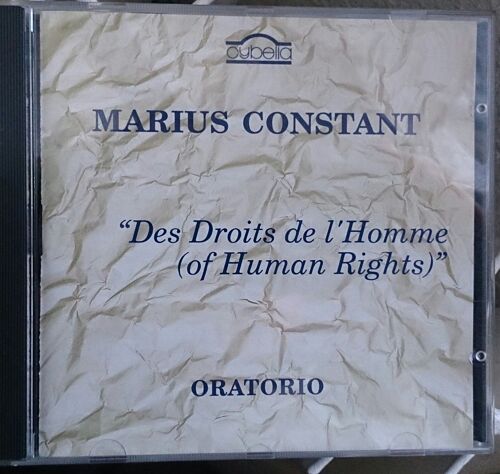 cybelia
MARIUS CONSTANT
“Des Droits de l'Homme
(of Human Rights)”
ORATORIO